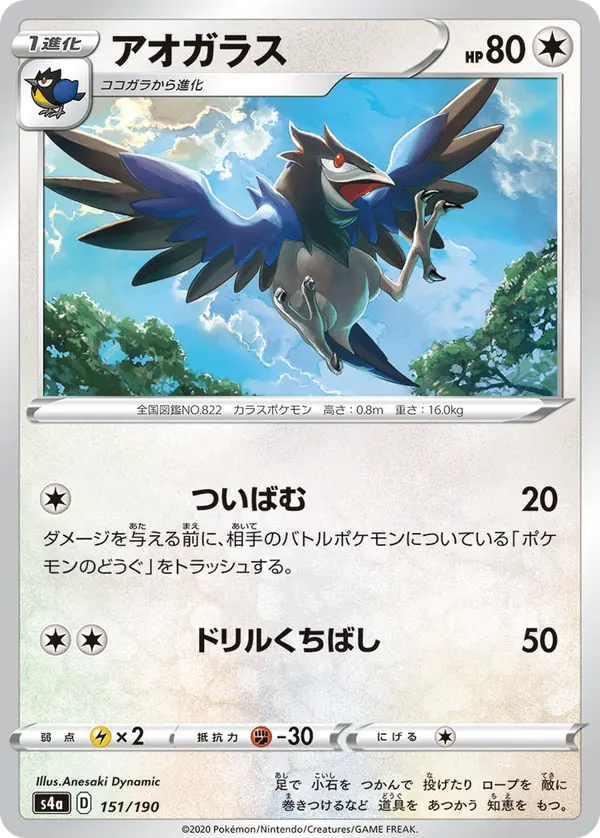 1進化
アオガラス
HP80
ココガラから進化
全国図鑑NO.822 カラスポケモン 高さ:0.8m 重さ:16.0kg
ついばむ 20
ダメージを与える前に、相手のバトルポケモンについている「ポケ
モンのどうぐ」をトラッシュする。
ドリルくちばし 50
弱点 ×2 抵抗力 -30 にげる
Illus.Anesaki Dynamic
s4a D 151/190
足で 小石を つかんで 投げたり ロープを 敵に
巻きつけるなど 道具を あつかう 知恵を もつ。
©2020 Pokémon/Nintendo/Creatures/GAME FREAK.